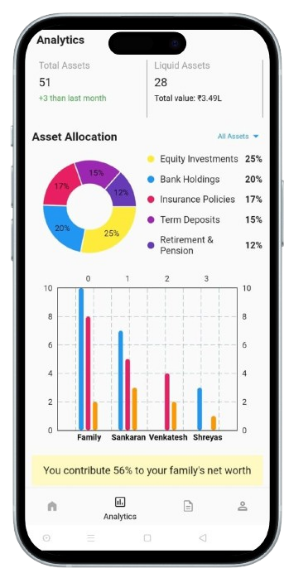 Analytics
Total Assets
51
+3 than last month
Liquid Assets
28
Total value: ₹3.49L
Asset Allocation
All Assets
15%
12%
17%
20%
25%
Equity Investments 25%
Bank Holdings 20%
Insurance Policies 17%
Term Deposits 15%
Retirement &
Pension 12%
0 1 2 3
10 10
8 8
6 6
4 4
2 2
0 0
Family Sankaran Venkatesh Shreyas
You contribute 56% to your family's net worth
Analytics